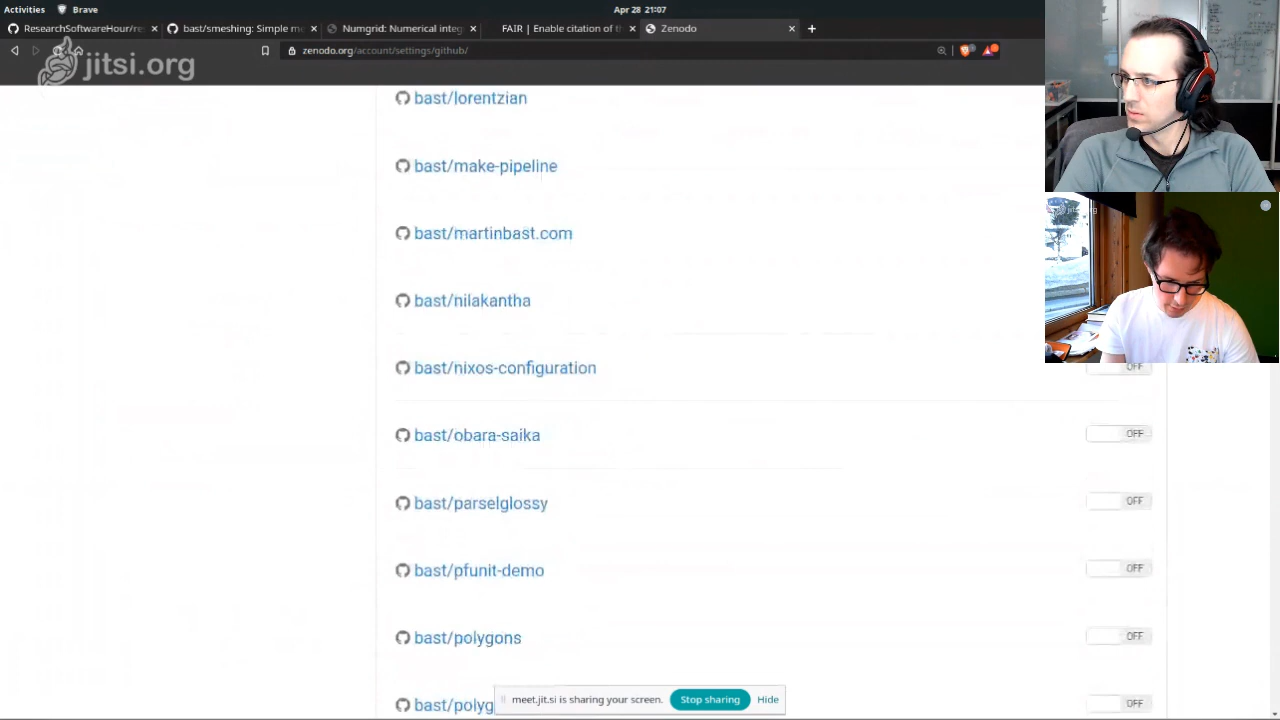 Activities Brave Apr 28 21:07
ResearchSoftwareHour/re × bast/smeshing: Simple me × Numgrid: Numerical integ × FAIR | Enable citation of th × Zenodo × +
zenodo.org/account/settings/github/
jitsi.org
bast/lorentzian
bast/make-pipeline
bast/martinbast.com
bast/nilakantha
bast/nixos-configuration OFF
bast/obara-saika OFF
bast/parselglossy OFF
bast/pfunit-demo OFF
bast/polygons OFF
bast/polyg OFF
meet.jit.si is sharing your screen. Stop sharing Hide